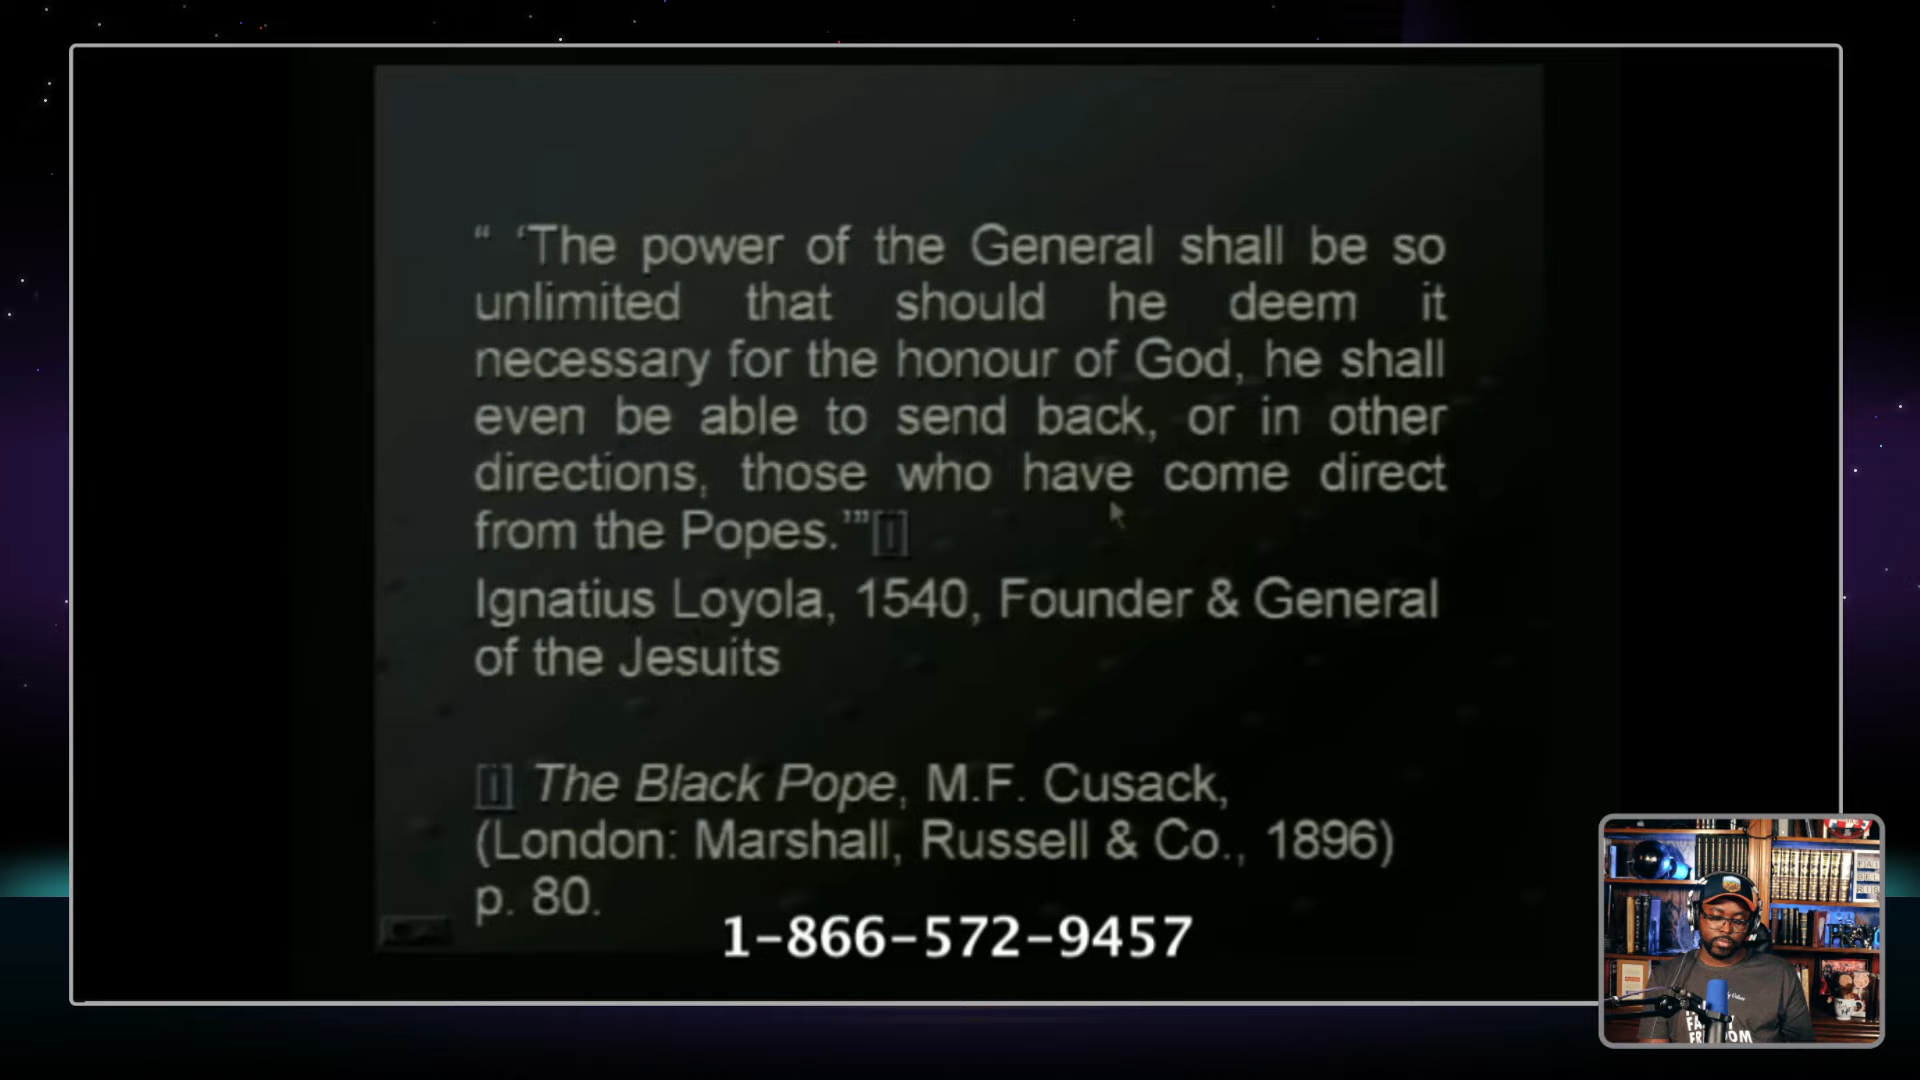 “ ‘The power of the General shall be so
unlimited that should he deem it
necessary for the honour of God, he shall
even be able to send back, or in other
directions, those who have come direct
from the Popes.’”[i]
Ignatius Loyola, 1540, Founder & General
of the Jesuits
[i] The Black Pope, M.F. Cusack,
(London: Marshall, Russell & Co., 1896)
p. 80.
1-866-572-9457